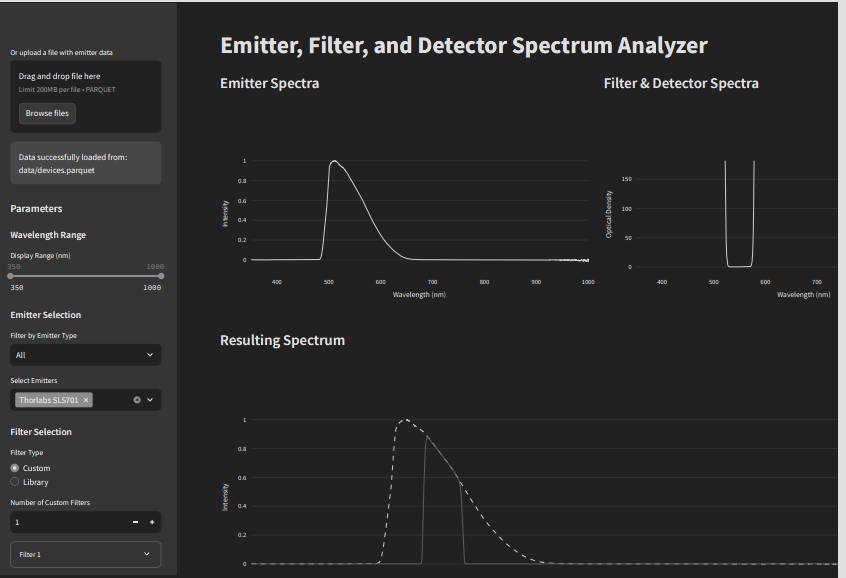 Or upload a file with emitter data
Drag and drop file here
Limit 200MB per file • PARQUET
Browse files
Data successfully loaded from:
data/devices.parquet
Parameters
Wavelength Range
Display Range (nm)
350 1000
350 1000
Emitter Selection
Filter by Emitter Type
All
Select Emitters
Thorlabs SLS701 ×
Filter Selection
Filter Type
Custom
Library
Number of Custom Filters
1 − +
Filter 1
Emitter, Filter, and Detector Spectrum Analyzer
Emitter Spectra
Intensity
1
0.8
0.6
0.4
0.2
0
400 500 600 700 800 900 1000
Wavelength (nm)
Filter & Detector Spectra
Optical Density
150
100
50
0
400 500 600 700
Wavelength (nm)
Resulting Spectrum
Intensity
1
0.8
0.6
0.4
0.2
0